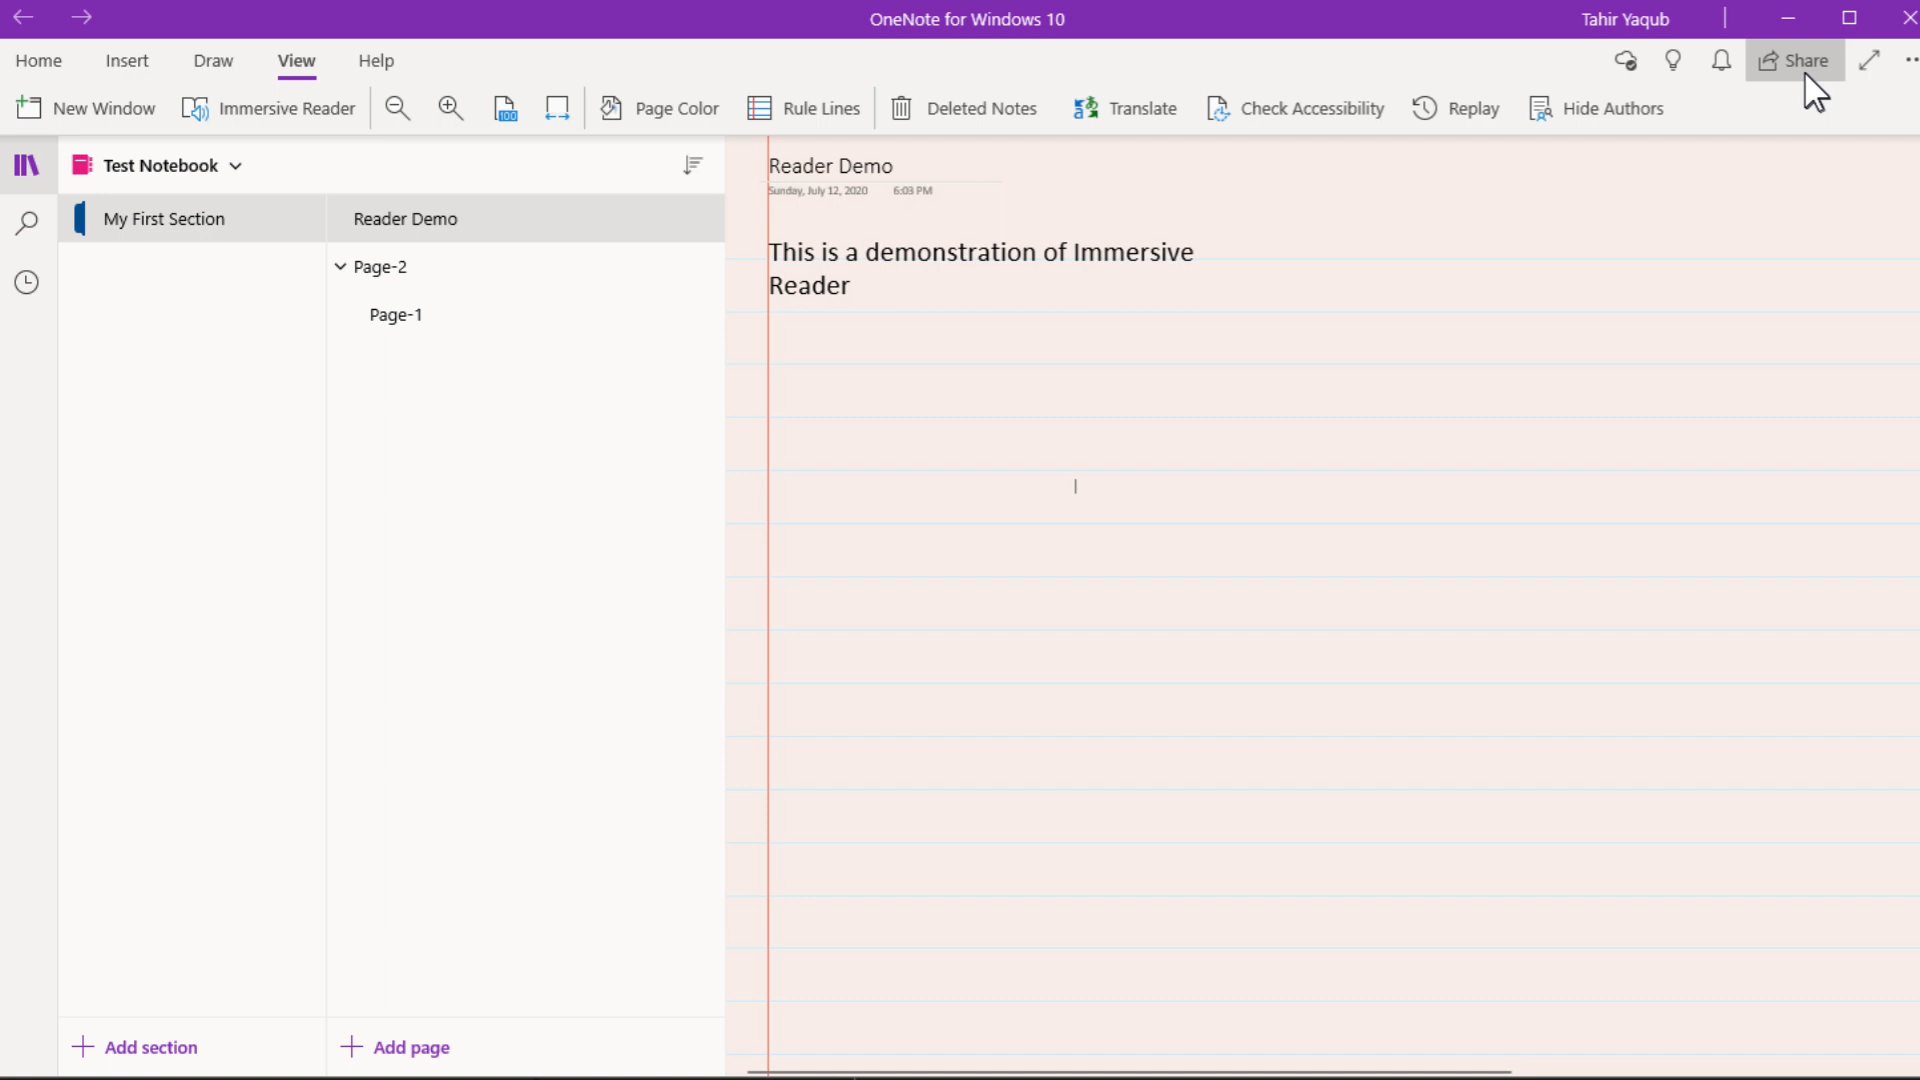 OneNote for Windows 10
Tahir Yaqub
Home Insert Draw View Help
Share
New Window Immersive Reader 100 Page Color Rule Lines Deleted Notes Translate Check Accessibility Replay Hide Authors
Test Notebook
My First Section
Reader Demo
Page-2
Page-1
Reader Demo
Sunday, July 12, 2020 6:03 PM
This is a demonstration of Immersive
Reader
Add section
Add page